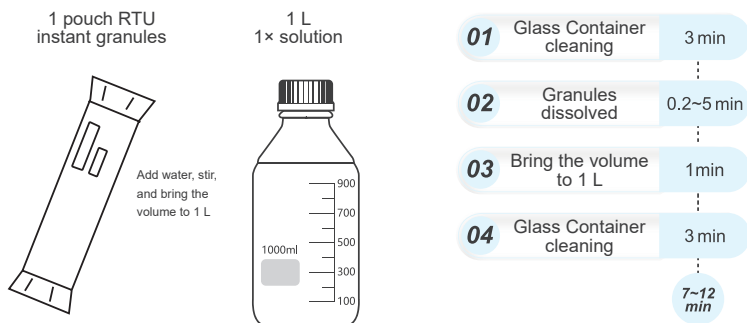 1 pouch RTU
instant granules
1 L
1× solution
Add water, stir,
and bring the
volume to 1 L
1000ml
900
700
500
300
100
01
Glass Container
cleaning
3 min
02
Granules
dissolved
0.2~5 min
03
Bring the volume
to 1 L
1min
04
Glass Container
cleaning
3 min
7~12
min